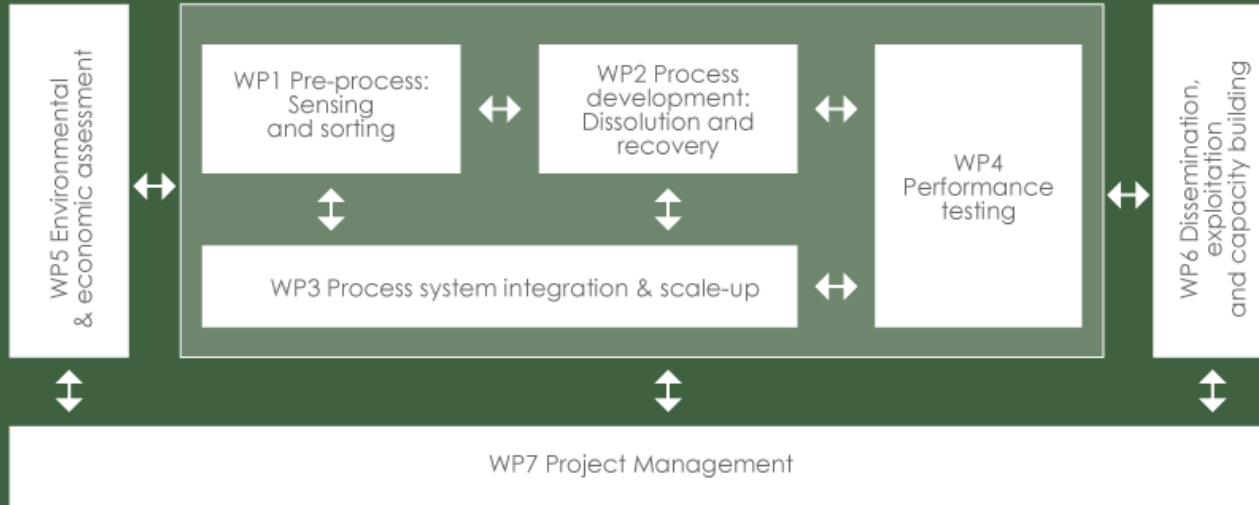 WP5 Environmental
& economic assessment
WP1 Pre-process:
Sensing
and sorting
WP2 Process
development:
Dissolution and
recovery
WP3 Process system integration & scale-up
WP4
Performance
testing
WP6 Dissemination,
exploitation
and capacity building
WP7 Project Management